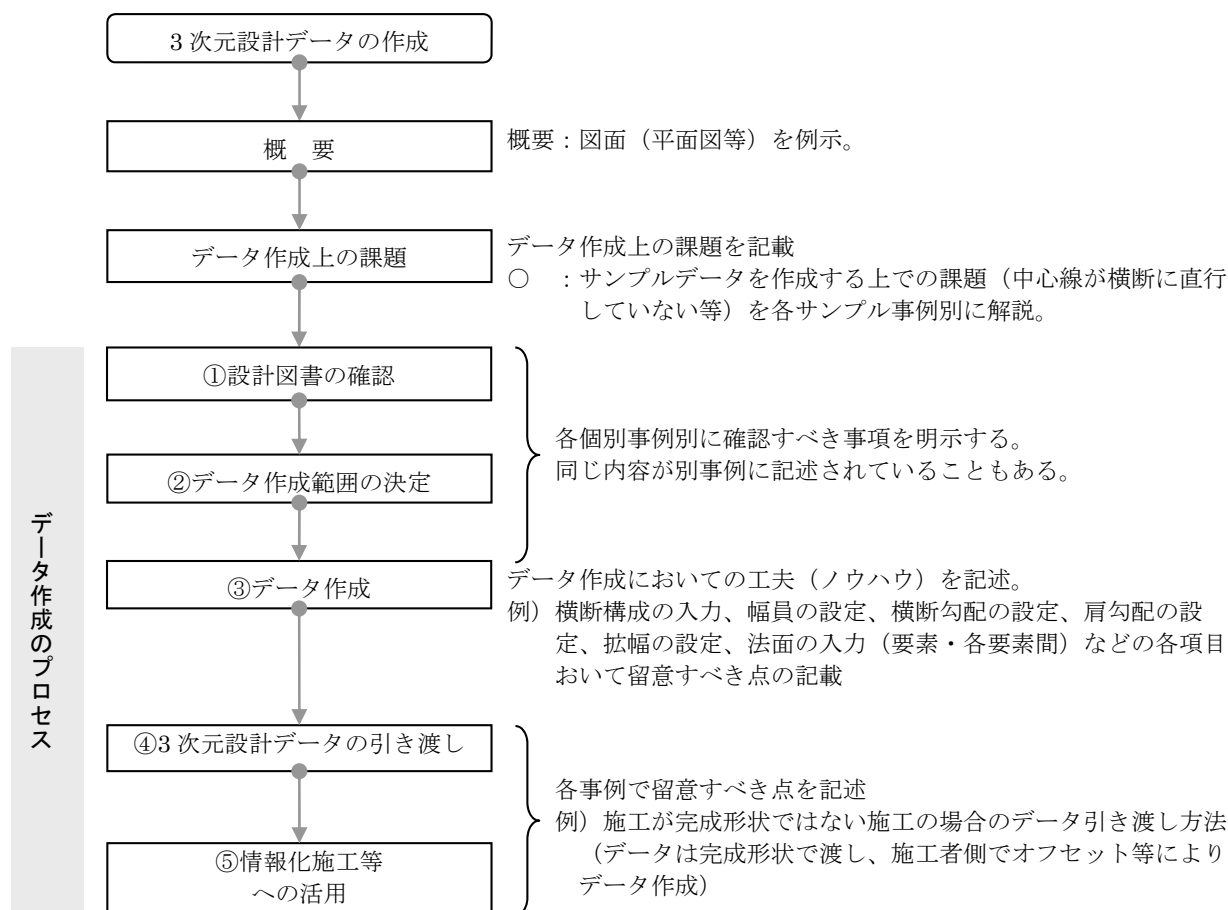 3 次元設計データの作成
概　要
概要：図面（平面図等）を例示。
データ作成上の課題
データ作成上の課題を記載
○　：サンプルデータを作成する上での課題（中心線が横断に直行
していない等）を各サンプル事例別に解説。
データ作成のプロセス
①設計図書の確認
②データ作成範囲の決定
各個別事例別に確認すべき事項を明示する。
同じ内容が別事例に記述されていることもある。
③データ作成
データ作成においての工夫（ノウハウ）を記述。
例）横断構成の入力、幅員の設定、横断勾配の設定、肩勾配の設
定、拡幅の設定、法面の入力（要素・各要素間）などの各項目
おいて留意すべき点の記載
④3 次元設計データの引き渡し
⑤情報化施工等
への活用
各事例で留意すべき点を記述
例）施工が完成形状ではない施工の場合のデータ引き渡し方法
（データは完成形状で渡し、施工者側でオフセット等により
データ作成）